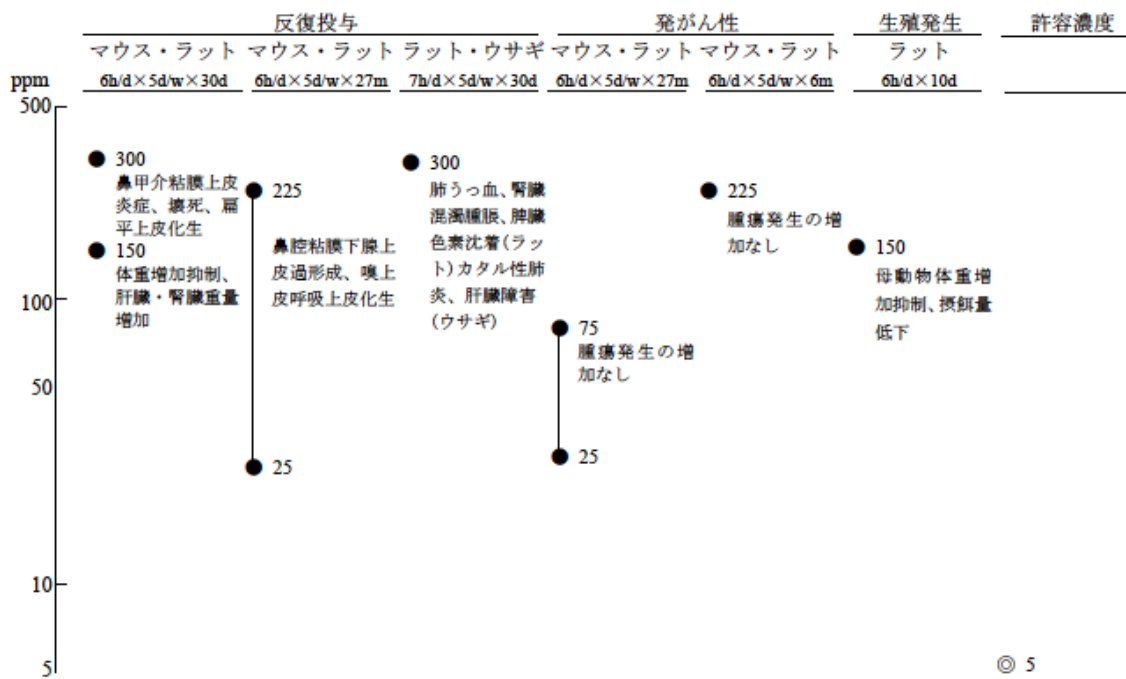 反復投与
発がん性
生殖発生
許容濃度
マウス・ラット
マウス・ラット
ラット・ウサギ
マウス・ラット
マウス・ラット
ラット
ppm
6h/d×5d/w×30d
6h/d×5d/w×27m
7h/d×5d/w×30d
6h/d×5d/w×27m
6h/d×5d/w×6m
6h/d×10d
500
100
50
10
5
300
鼻甲介粘膜上皮
炎症、壊死、扁
平上皮化生
150
体重増加抑制、
肝臓・腎臓重量
増加
225
鼻腔粘膜下腺上
皮過形成、嗅上
皮呼吸上皮化生
25
300
肺うっ血、腎臓
混濁腫脹、脾臓
色素沈着(ラッ
ト)カタル性肺
炎、肝臓障害
(ウサギ)
75
腫瘍発生の増
加なし
25
225
腫瘍発生の増
加なし
150
母動物体重増
加抑制、摂餌量
低下
◎ 5